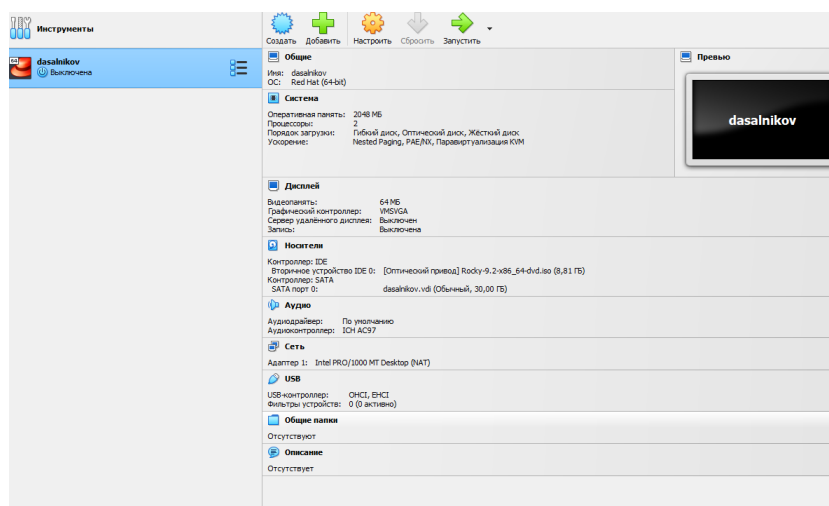 Инструменты
Создать Добавить Настроить Сбросить Запустить
64
dasalnikov
Выключена
Общие
Имя: dasalnikov
ОС: Red Hat (64-bit)
Превью
dasalnikov
Система
Оперативная память: 2048 МБ
Процессоры: 2
Порядок загрузки: Гибкий диск, Оптический диск, Жёсткий диск
Ускорение: Nested Paging, PAE/NX, Паравиртуализация KVM
Дисплей
Видеопамять: 64 МБ
Графический контроллер: VMSVGA
Сервер удалённого дисплея: Выключен
Запись: Выключена
Носители
Контроллер: IDE
Вторичное устройство IDE 0: [Оптический привод] Rocky-9.2-x86_64-dvd.iso (8,81 ГБ)
Контроллер: SATA
SATA порт 0: dasalnikov.vdi (Обычный, 30,00 ГБ)
Аудио
Аудиодрайвер: По умолчанию
Аудиоконтроллер: ICH AC97
Сеть
Адаптер 1: Intel PRO/1000 MT Desktop (NAT)
USB
USB-контроллер: OHCI, EHCI
Фильтры устройств: 0 (0 активно)
Общие папки
Отсутствуют
Описание
Отсутствует